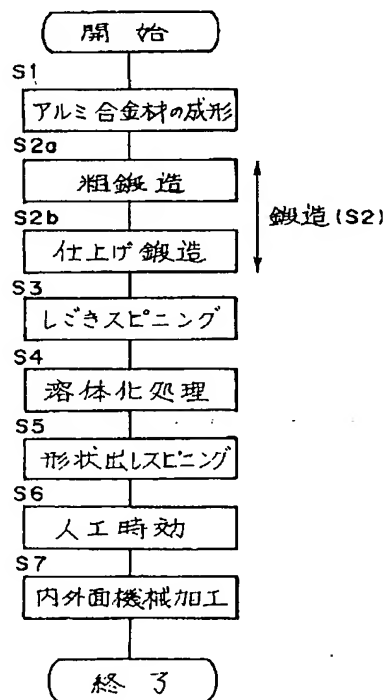 開始
S1
アルミ合金材の成形
S2a
粗鍛造
S2b
仕上げ鍛造
鍛造(S2)
S3
しごきスピニング
S4
溶体化処理
S5
形状出しスピニング
S6
人工時効
S7
内外面機械加工
終了